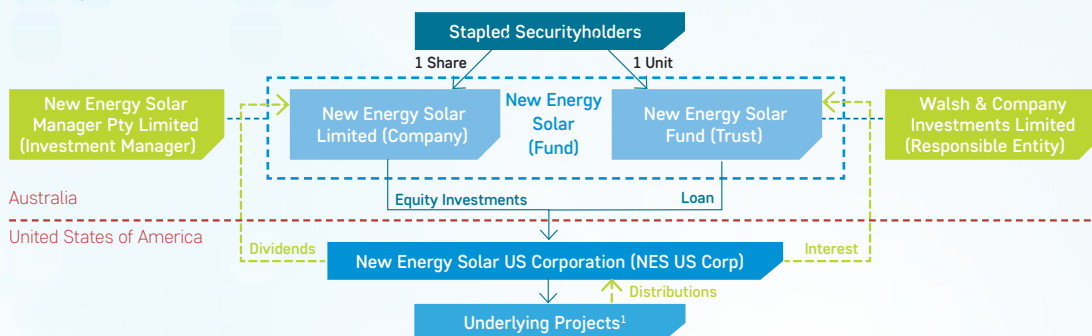 Stapled Securityholders
1 Share
1 Unit
New Energy Solar
Manager Pty Limited
(Investment Manager)
New Energy Solar
Limited (Company)
New Energy
Solar
(Fund)
New Energy Solar
Fund (Trust)
Walsh & Company
Investments Limited
(Responsible Entity)
Australia
Equity Investments
Loan
United States of America
Dividends
New Energy Solar US Corporation (NES US Corp)
Interest
Distributions
Underlying Projects¹